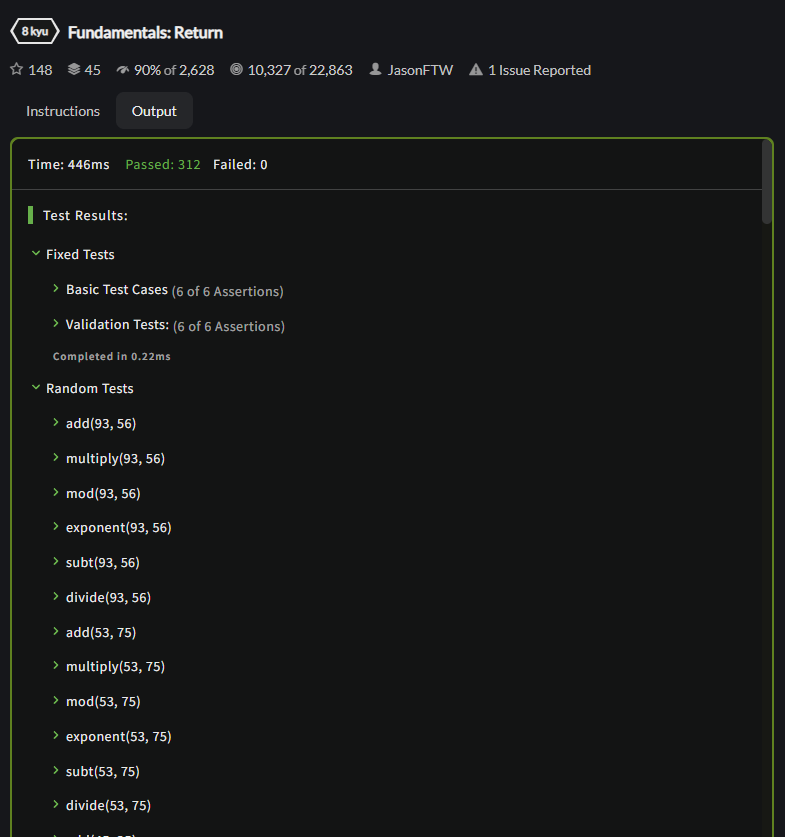 8 kyu Fundamentals: Return
148 45 90% of 2,628 10,327 of 22,863 JasonFTW 1 Issue Reported
Instructions Output
Time: 446ms Passed: 312 Failed: 0
Test Results:
Fixed Tests
Basic Test Cases (6 of 6 Assertions)
Validation Tests: (6 of 6 Assertions)
Completed in 0.22ms
Random Tests
add(93, 56)
multiply(93, 56)
mod(93, 56)
exponent(93, 56)
subt(93, 56)
divide(93, 56)
add(53, 75)
multiply(53, 75)
mod(53, 75)
exponent(53, 75)
subt(53, 75)
divide(53, 75)